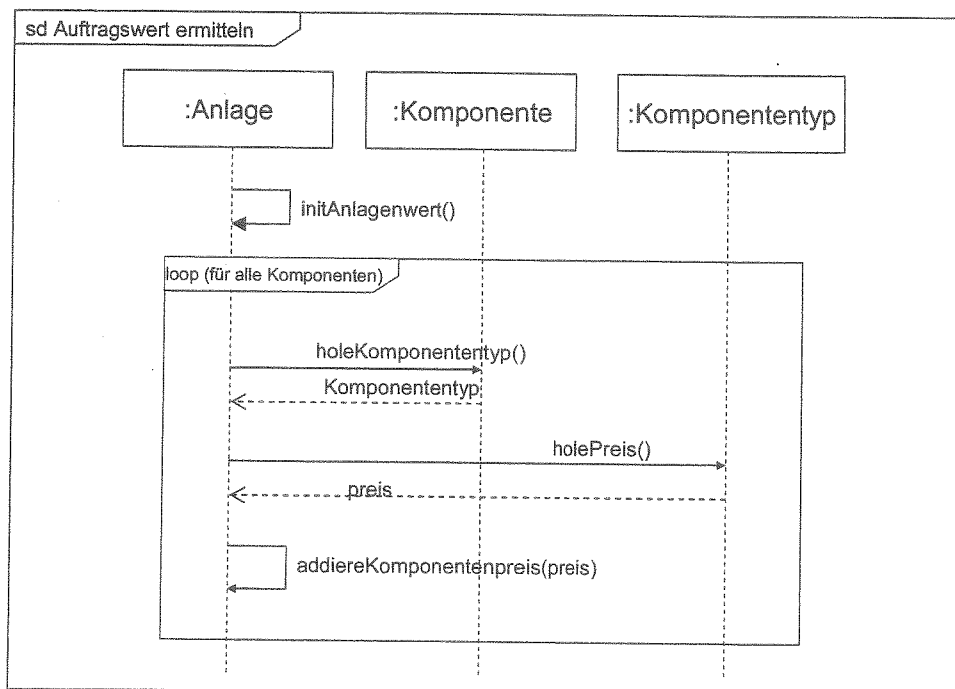 sd Auftragswert ermitteln
:Anlage
:Komponente
:Komponententyp
initAnlagenwert()
loop (für alle Komponenten)
holeKomponententyp()
Komponententyp
holePreis()
preis
addiereKomponentenpreis(preis)